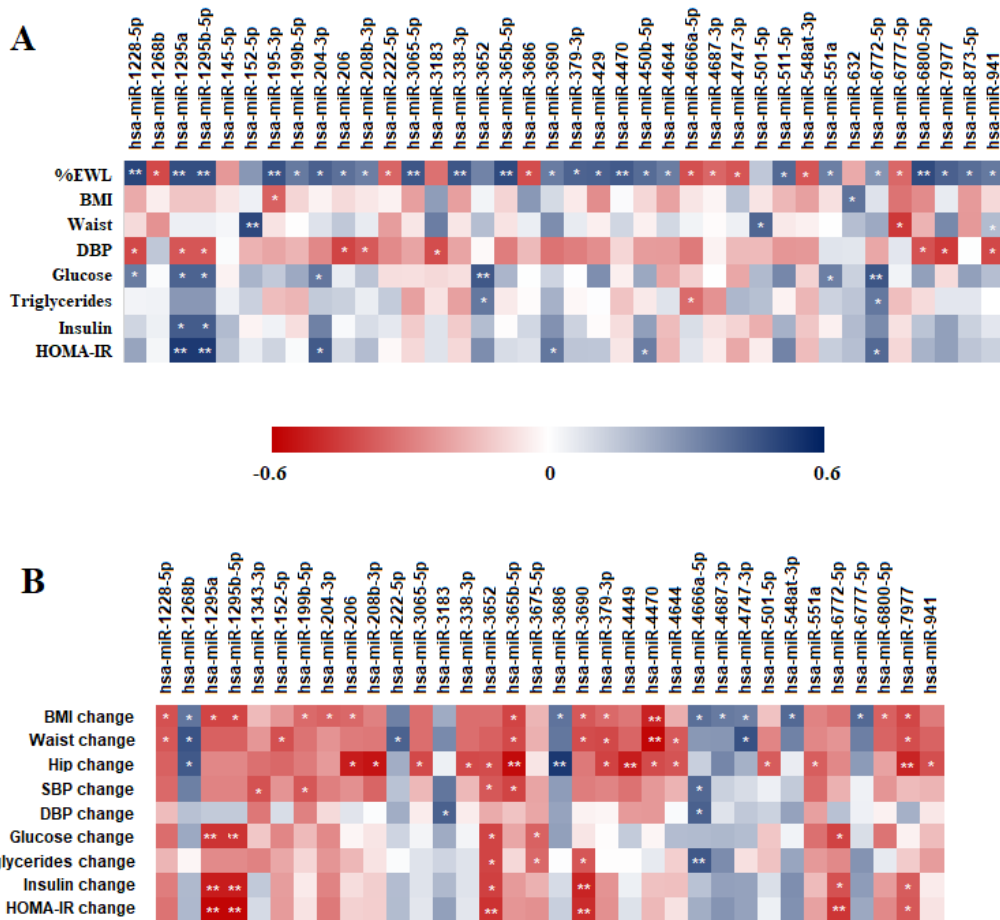 A
hsa-miR-1228-5p
hsa-miR-1268b
hsa-miR-1295a
hsa-miR-1295b-5p
hsa-miR-145-5p
hsa-miR-152-5p
hsa-miR-195-3p
hsa-miR-199b-5p
hsa-miR-204-3p
hsa-miR-206
hsa-miR-208b-3p
hsa-miR-222-5p
hsa-miR-3065-5p
hsa-miR-3183
hsa-miR-338-3p
hsa-miR-3652
hsa-miR-365b-5p
hsa-miR-3686
hsa-miR-3690
hsa-miR-379-3p
hsa-miR-429
hsa-miR-4470
hsa-miR-450b-5p
hsa-miR-4644
hsa-miR-4666a-5p
hsa-miR-4687-3p
hsa-miR-4747-3p
hsa-miR-501-5p
hsa-miR-511-5p
hsa-miR-548at-3p
hsa-miR-551a
hsa-miR-632
hsa-miR-6772-5p
hsa-miR-6777-5p
hsa-miR-6800-5p
hsa-miR-7977
hsa-miR-873-5p
hsa-miR-941
%EWL ** * ** ** ** * * * * * ** ** ** * * * * ** * * * * * * * * * * ** * * *
BMI * *
Waist ** * * *
DBP * * * * * * * * *
Glucose * * * * ** * **
Triglycerides * * *
Insulin * *
HOMA-IR ** ** * * * *
-0.6 0 0.6
B
hsa-miR-1228-5p
hsa-miR-1268b
hsa-miR-1295a
hsa-miR-1295b-5p
hsa-miR-1343-3p
hsa-miR-152-5p
hsa-miR-199b-5p
hsa-miR-204-3p
hsa-miR-206
hsa-miR-208b-3p
hsa-miR-222-5p
hsa-miR-3065-5p
hsa-miR-3183
hsa-miR-338-3p
hsa-miR-3652
hsa-miR-365b-5p
hsa-miR-3675-5p
hsa-miR-3686
hsa-miR-3690
hsa-miR-379-3p
hsa-miR-4449
hsa-miR-4470
hsa-miR-4644
hsa-miR-4666a-5p
hsa-miR-4687-3p
hsa-miR-4747-3p
hsa-miR-501-5p
hsa-miR-548at-3p
hsa-miR-551a
hsa-miR-6772-5p
hsa-miR-6777-5p
hsa-miR-6800-5p
hsa-miR-7977
hsa-miR-941
BMI change * * * * * * * * * * * ** * * * * * * *
Waist change * * * * * * * ** * * *
Hip change * * * * * * ** ** * ** * * * * ** *
SBP change * * * * *
DBP change * *
Glucose change ** ** * * *
glycerides change * * * **
Insulin change ** ** * ** * *
HOMA-IR change ** ** ** ** ** *